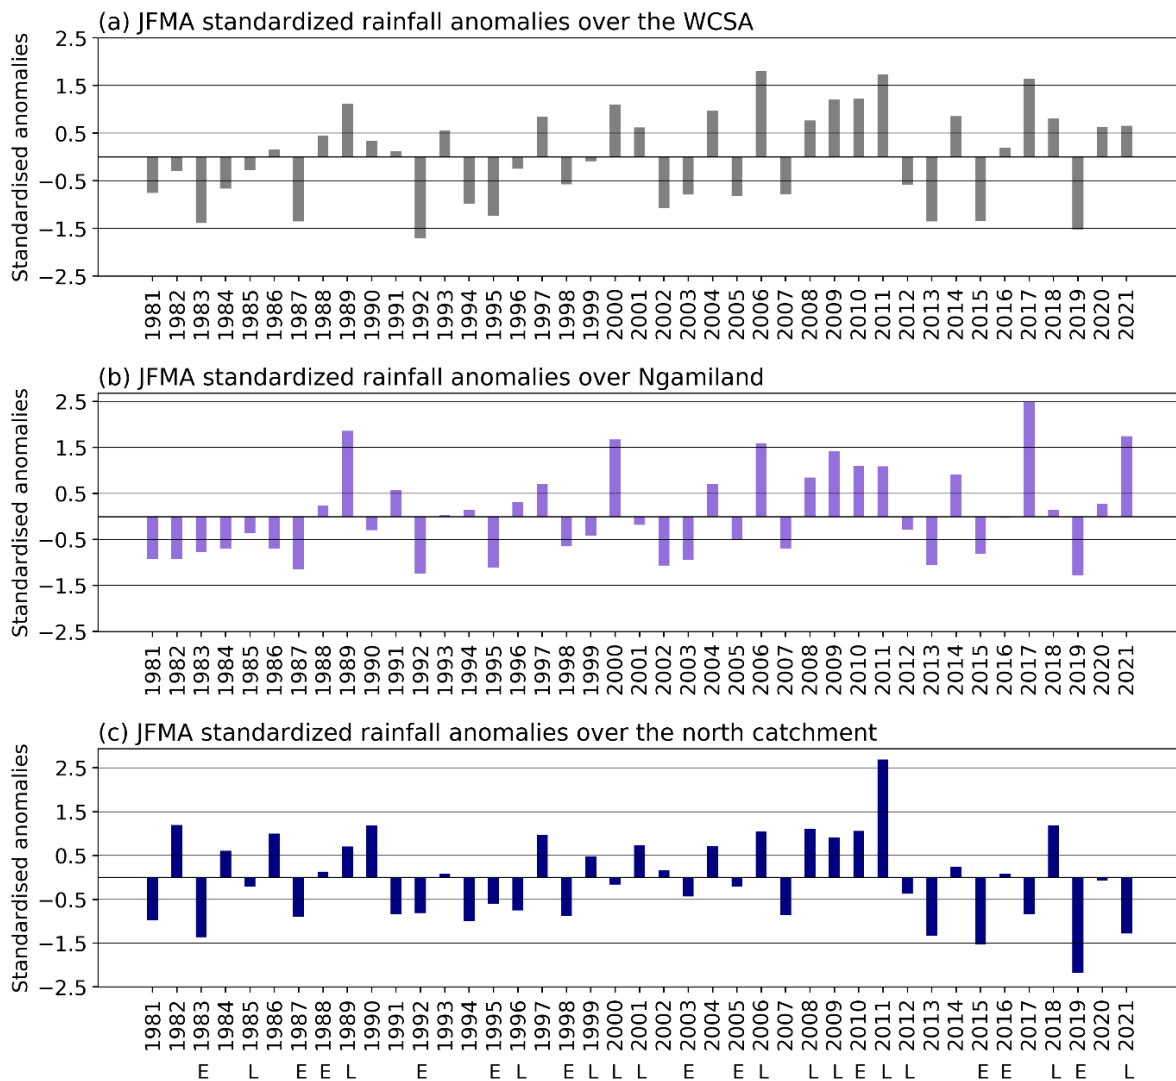 (a) JFMA standardized rainfall anomalies over the WCSA
Standardised anomalies
2.5
1.5
0.5
−0.5
−1.5
−2.5
1981 1982 1983 1984 1985 1986 1987 1988 1989 1990 1991 1992 1993 1994 1995 1996 1997 1998 1999 2000 2001 2002 2003 2004 2005 2006 2007 2008 2009 2010 2011 2012 2013 2014 2015 2016 2017 2018 2019 2020 2021
(b) JFMA standardized rainfall anomalies over Ngamiland
Standardised anomalies
2.5
1.5
0.5
−0.5
−1.5
−2.5
1981 1982 1983 1984 1985 1986 1987 1988 1989 1990 1991 1992 1993 1994 1995 1996 1997 1998 1999 2000 2001 2002 2003 2004 2005 2006 2007 2008 2009 2010 2011 2012 2013 2014 2015 2016 2017 2018 2019 2020 2021
(c) JFMA standardized rainfall anomalies over the north catchment
Standardised anomalies
2.5
1.5
0.5
−0.5
−1.5
−2.5
1981 1982 1983 1984 1985 1986 1987 1988 1989 1990 1991 1992 1993 1994 1995 1996 1997 1998 1999 2000 2001 2002 2003 2004 2005 2006 2007 2008 2009 2010 2011 2012 2013 2014 2015 2016 2017 2018 2019 2020 2021
E L E E L E E L E L L L E E L L L E L L E E L E L